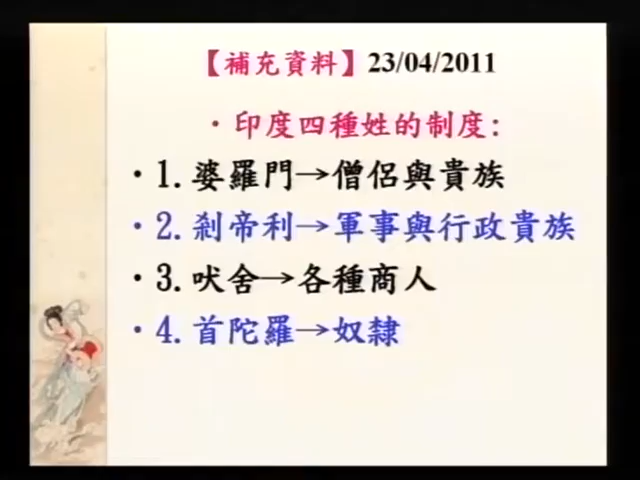 【補充資料】23/04/2011
・印度四種姓的制度:
・1.婆羅門→僧侶與貴族
・2.剎帝利→軍事與行政貴族
・3.吠舍→各種商人
・4.首陀羅→奴隸